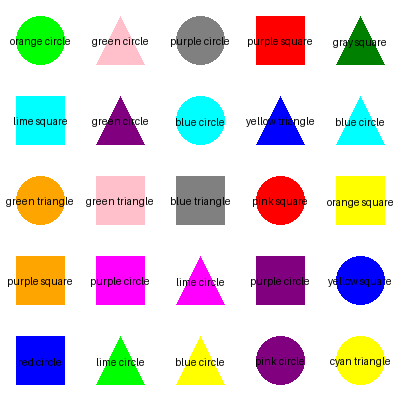 orange circle
green circle
purple circle
purple square
gray square
lime square
green circle
blue circle
yellow triangle
blue circle
green triangle
green triangle
blue triangle
pink square
orange square
purple square
purple circle
lime circle
purple circle
yellow square
red circle
lime circle
blue circle
pink circle
cyan triangle